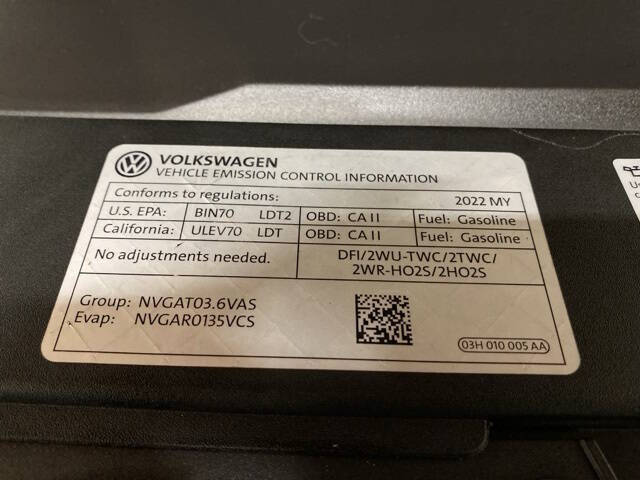 VOLKSWAGEN
VEHICLE EMISSION CONTROL INFORMATION
Conforms to regulations: 2022 MY
U.S. EPA: BIN70 LDT2 OBD: CA II Fuel: Gasoline
California: ULEV70 LDT OBD: CA II Fuel: Gasoline
No adjustments needed. DFI/2WU-TWC/2TWC/
2WR-HO2S/2HO2S
Group: NVGAT03.6VAS
Evap: NVGAR0135VCS
03H 010 005 AA